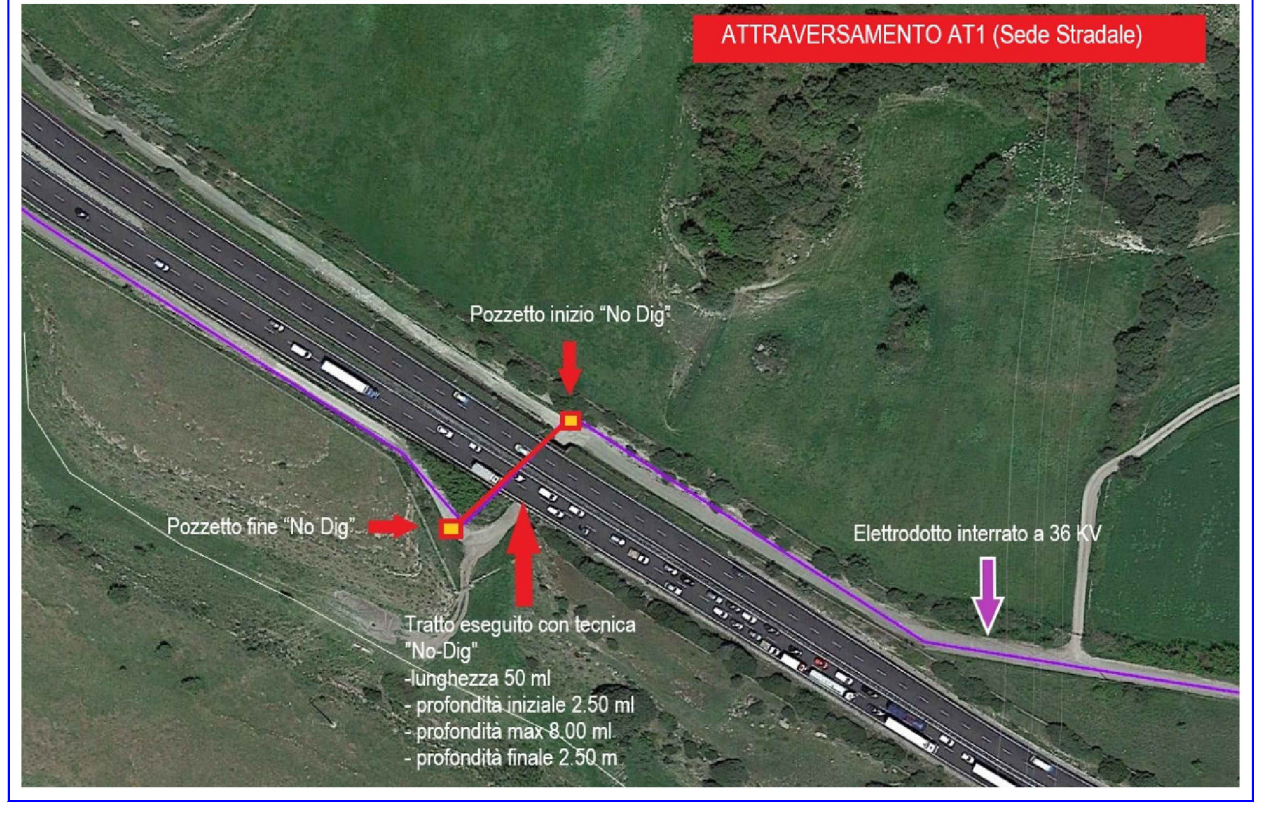 ATTRAVERSAMENTO AT1 (Sede Stradale)
Pozzetto inizio “No Dig”
Pozzetto fine “No Dig”
Elettrodotto interrato a 36 KV
Tratto eseguito con tecnica
"No-Dig"
-lunghezza 50 ml
- profondità iniziale 2.50 ml
- profondità max 8.00 ml
- profondità finale 2.50 m